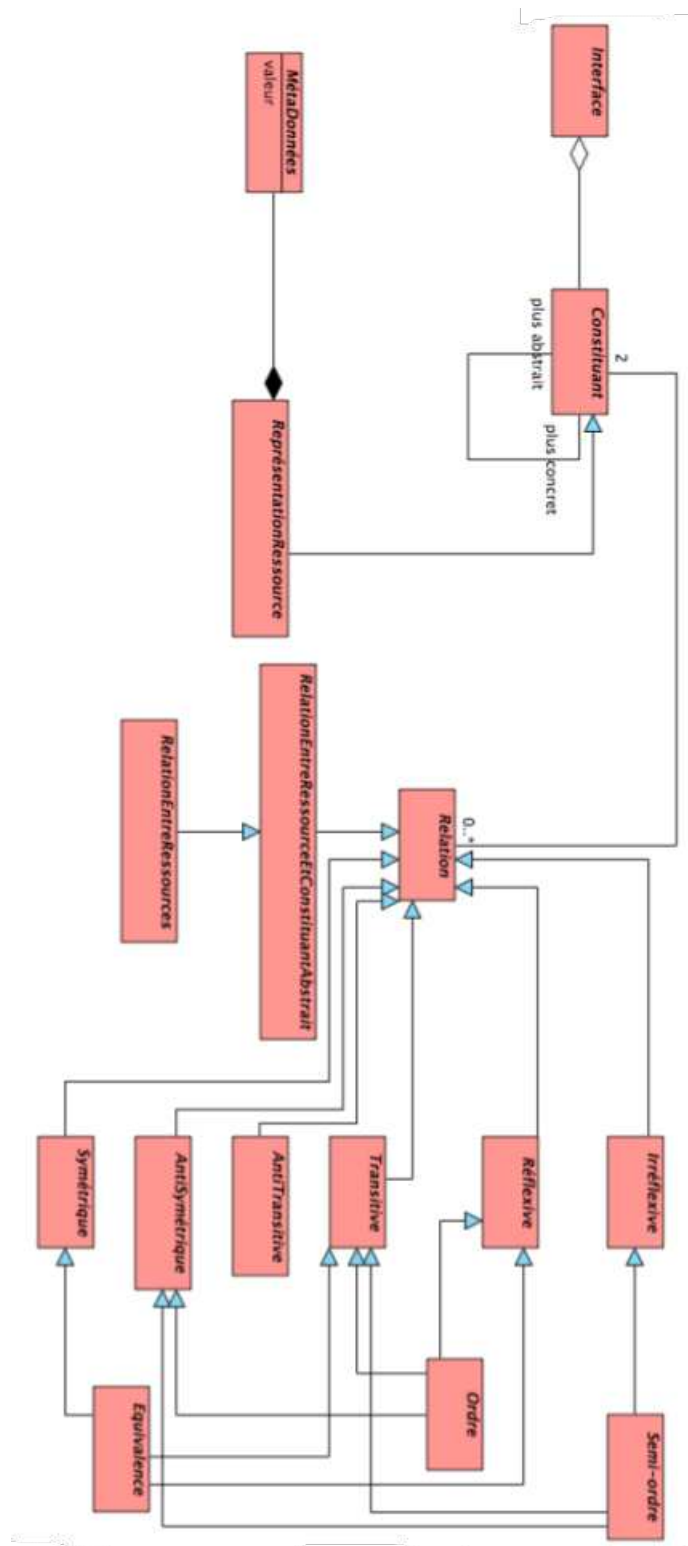 Interface
MétaDonnées
valeur
Constituant
2
plus abstrait
plus concret
ReprésentationRessource
RelationEntreRessourceEtConstituantAbstrait
RelationEntreRessources
Relation
0..*
Irréflexive
Réflexive
Transitive
AntiTransitive
AntiSymétrique
Symétrique
Semi-ordre
Ordre
Equivalence